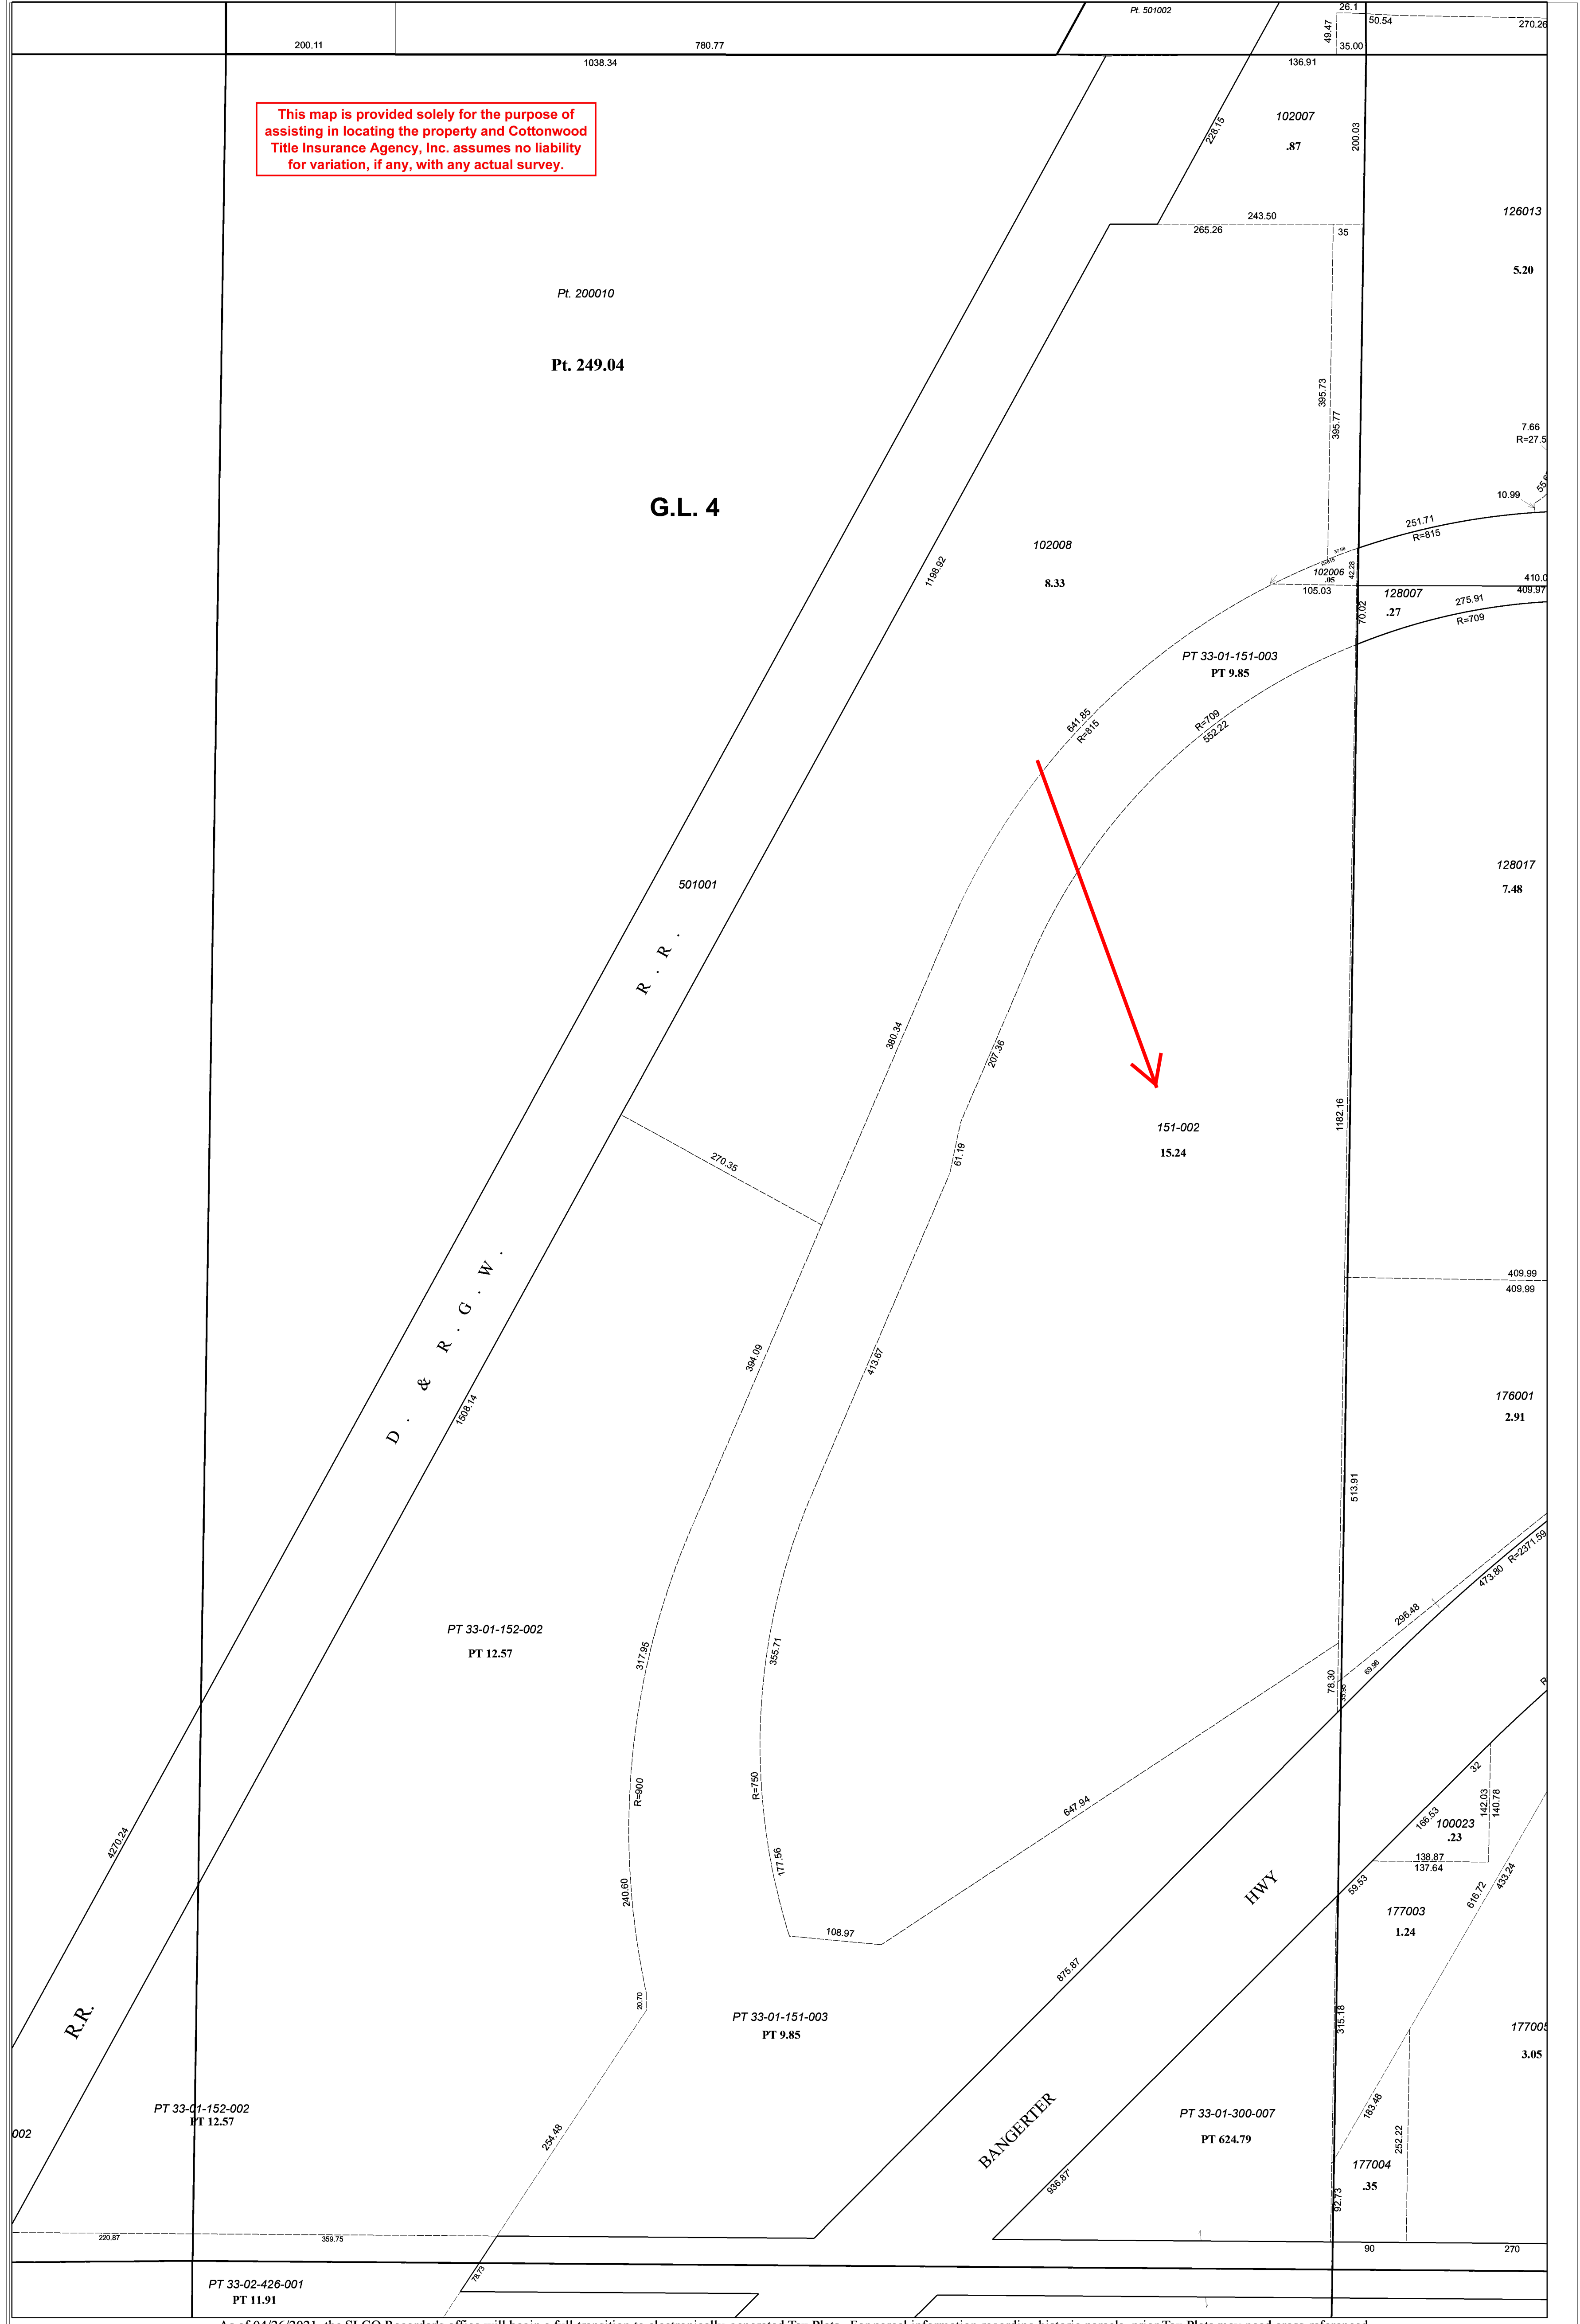 Pt. 501002
26.1
50.54
270.26
49.47
35.00
200.11
780.77
1038.34
136.91
This map is provided solely for the purpose of
assisting in locating the property and Cottonwood
Title Insurance Agency, Inc. assumes no liability
for variation, if any, with any actual survey.
102007
.87
228.15
200.03
126013
5.20
243.50
265.26
35
Pt. 200010
Pt. 249.04
395.73
395.77
7.66
R=27.5
10.99
G.L. 4
251.71
R=815
102008
8.33
1198.92
102006
.05
42.28
105.03
410.0
409.97
128007
.27
275.91
R=709
70.02
PT 33-01-151-003
PT 9.85
641.85
R=815
R=709
552.22
128017
7.48
501001
R . R .
380.34
207.36
1182.16
151-002
15.24
61.19
270.35
D . & R . G . W .
409.99
409.99
394.09
413.67
1508.14
176001
2.91
513.91
R=2371.59
473.80
296.48
PT 33-01-152-002
PT 12.57
317.95
355.71
78.30
69.96
R
R=900
R=750
647.94
32
142.03
140.78
166.53
100023
.23
4270.24
177.56
138.87
137.64
240.60
59.53
HWY
616.72
433.24
177003
1.24
108.97
875.87
20.70
R.R.
PT 33-01-151-003
PT 9.85
315.18
177005
3.05
PT 33-01-152-002
PT 12.57
002
254.48
BANGERTER
PT 33-01-300-007
PT 624.79
183.48
252.22
177004
.35
936.87'
92.73
220.87
359.75
90
270
78.73
PT 33-02-426-001
PT 11.91